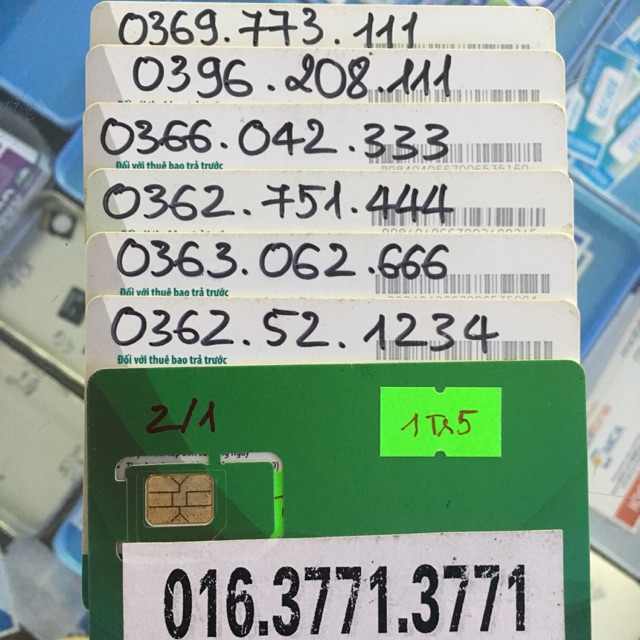 0369.773.111
0396.208.111
0366.042.333
Đối với thuê bao trả trước
0362.751.444
0363.062.666
Đối với thuê bao trả trước
0362.52.1234
Đối với thuê bao trả trước
2/1
1Tr5
016.3771.3771